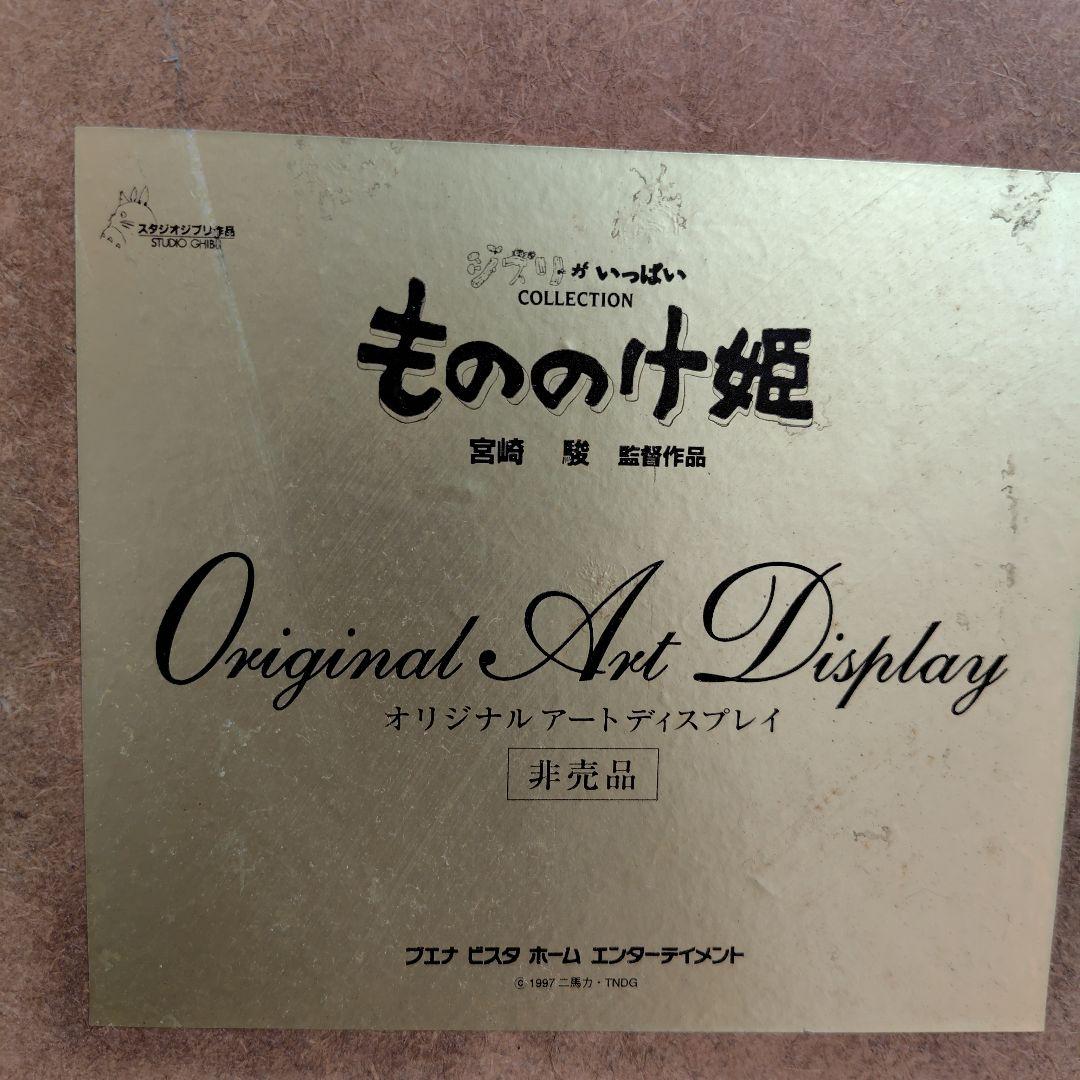 スタジオジブリ作品
STUDIO GHIBLI
ジブリがいっぱい
COLLECTION
もののけ姫
宮崎 駿 監督作品
Original Art Display
オリジナル アート ディスプレイ
非売品
ブエナ ビスタ ホーム エンターテイメント
© 1997 二馬力・TNDG